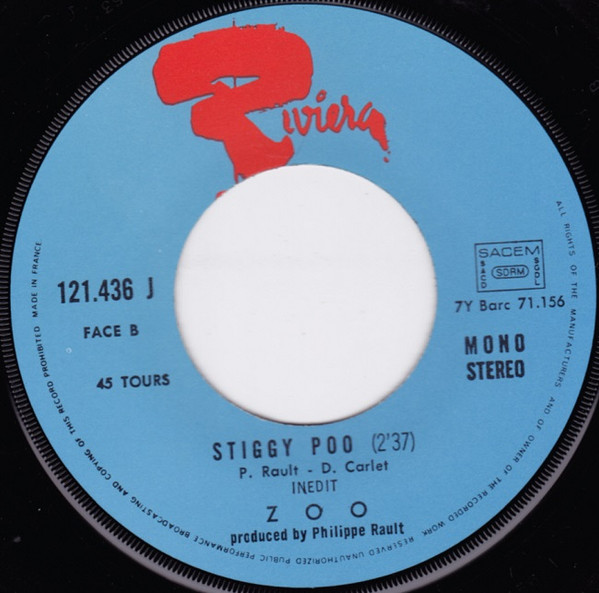 Riviera
121.436 J
FACE B
45 TOURS
SACEM
SACD
SDRM
SGDL
7Y Barc 71.156
MONO
STEREO
STIGGY POO (2'37)
P. Rault - D. Carlet
INEDIT
ZOO
produced by Philippe Rault
ALL RIGHTS OF THE MANUFACTURERS AND OWNER OF THE RECORDED WORK RESERVED UNAUTHORIZED PUBLIC PERFORMANCE BROADCASTING AND COPYING OF THIS RECORD PROHIBITED MADE IN FRANCE